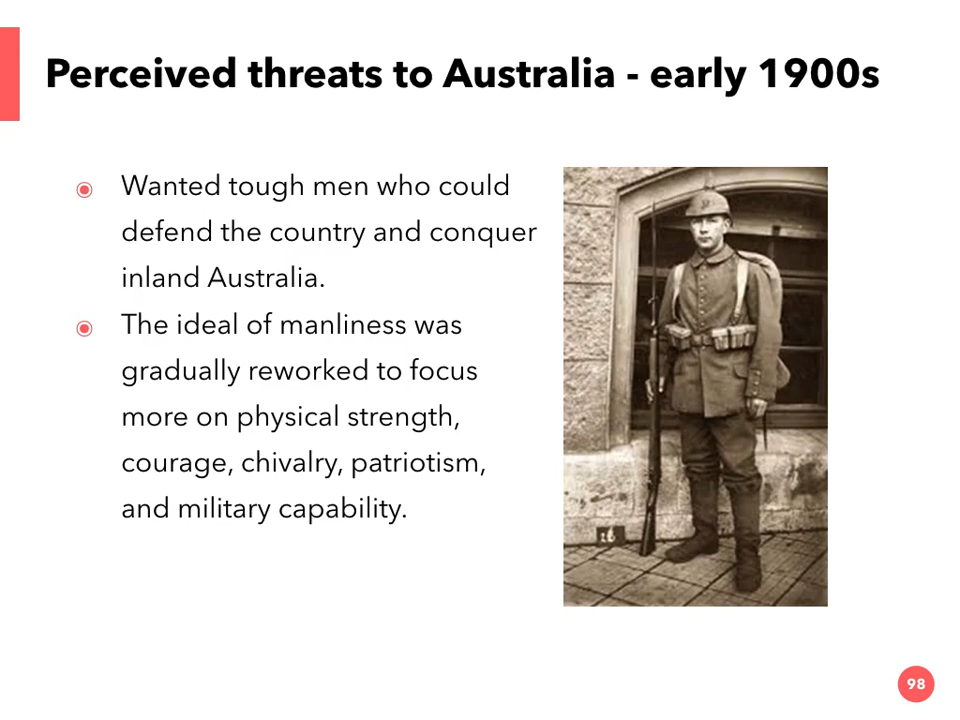 Perceived threats to Australia - early 1900s
Wanted tough men who could
defend the country and conquer
inland Australia.
The ideal of manliness was
gradually reworked to focus
more on physical strength,
courage, chivalry, patriotism,
and military capability.
98